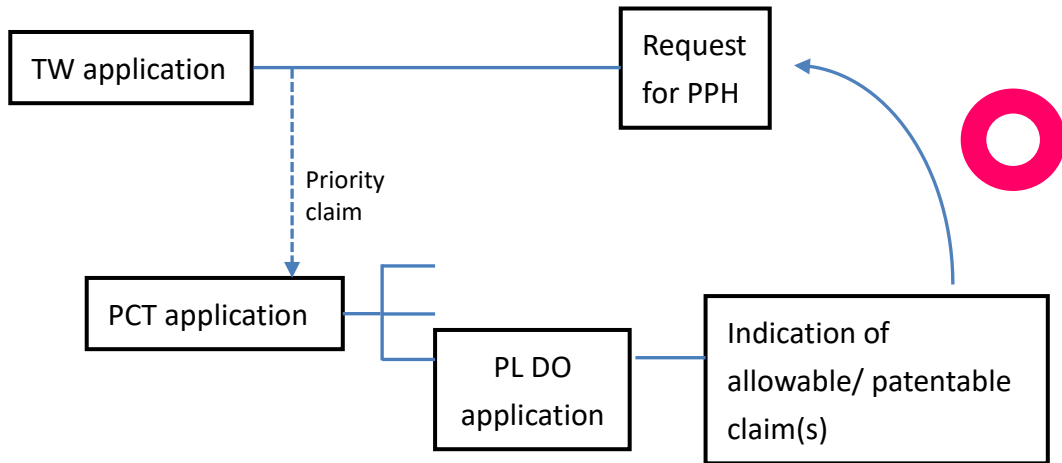 TW application
Request
for PPH
Priority
claim
PCT application
PL DO
application
Indication of
allowable/ patentable
claim(s)